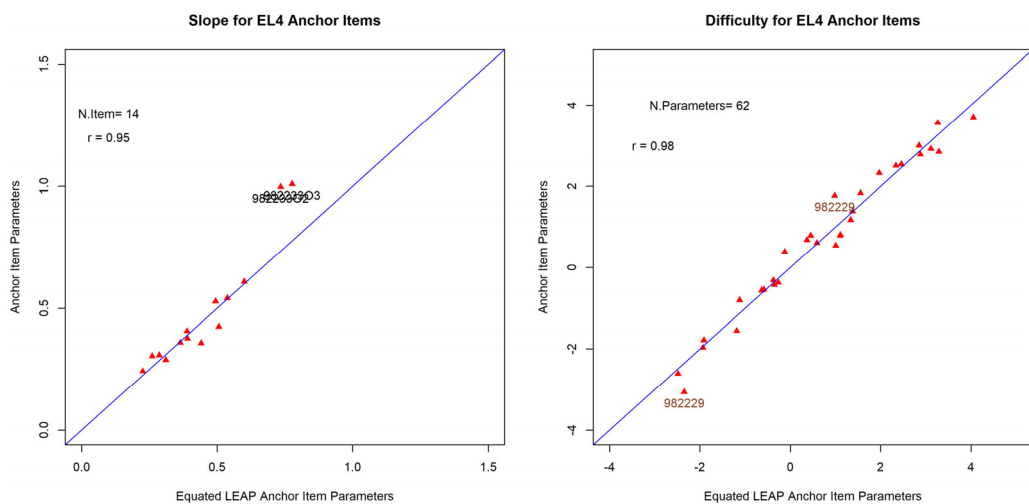 Slope for EL4 Anchor Items
Anchor Item Parameters
1.5
1.0
0.5
0.0
N.Item= 14
r = 0.95
982233O3
982233O2
0.0 0.5 1.0 1.5
Equated LEAP Anchor Item Parameters
Difficulty for EL4 Anchor Items
Anchor Item Parameters
4
2
0
-2
-4
N.Parameters= 62
r = 0.98
982229
982229
-4 -2 0 2 4
Equated LEAP Anchor Item Parameters